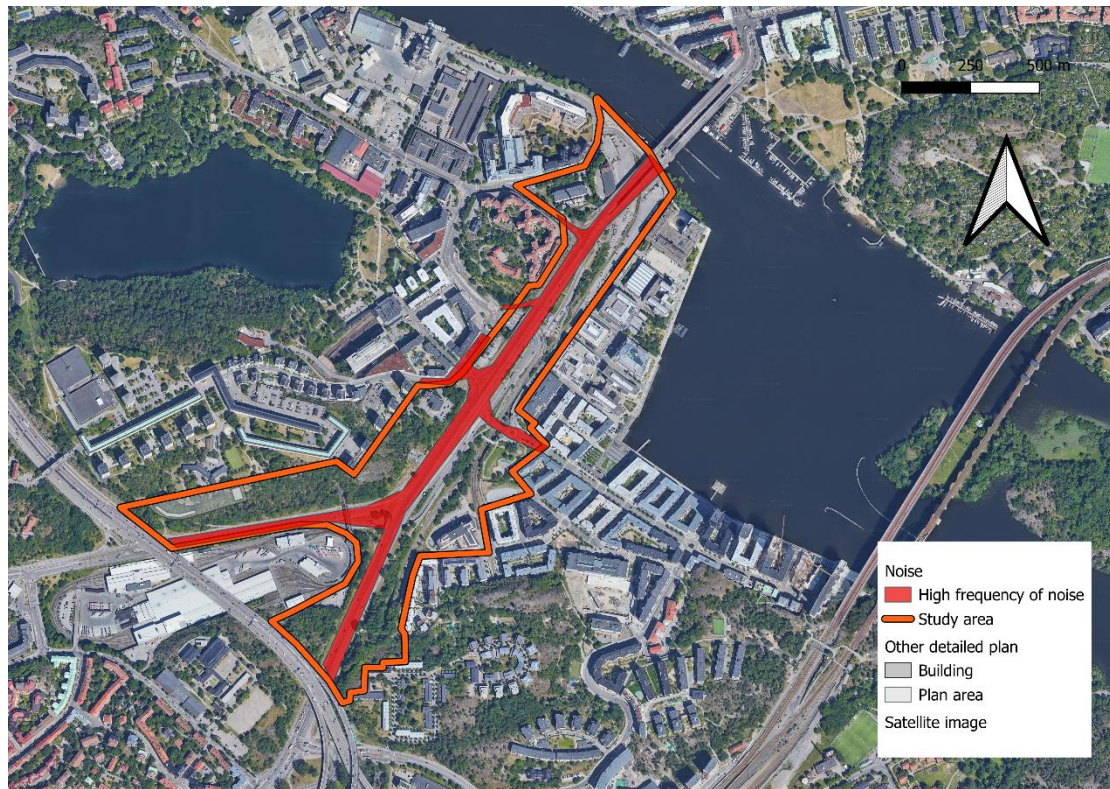 0 250 500 m
Noise
High frequency of noise
Study area
Other detailed plan
Building
Plan area
Satellite image